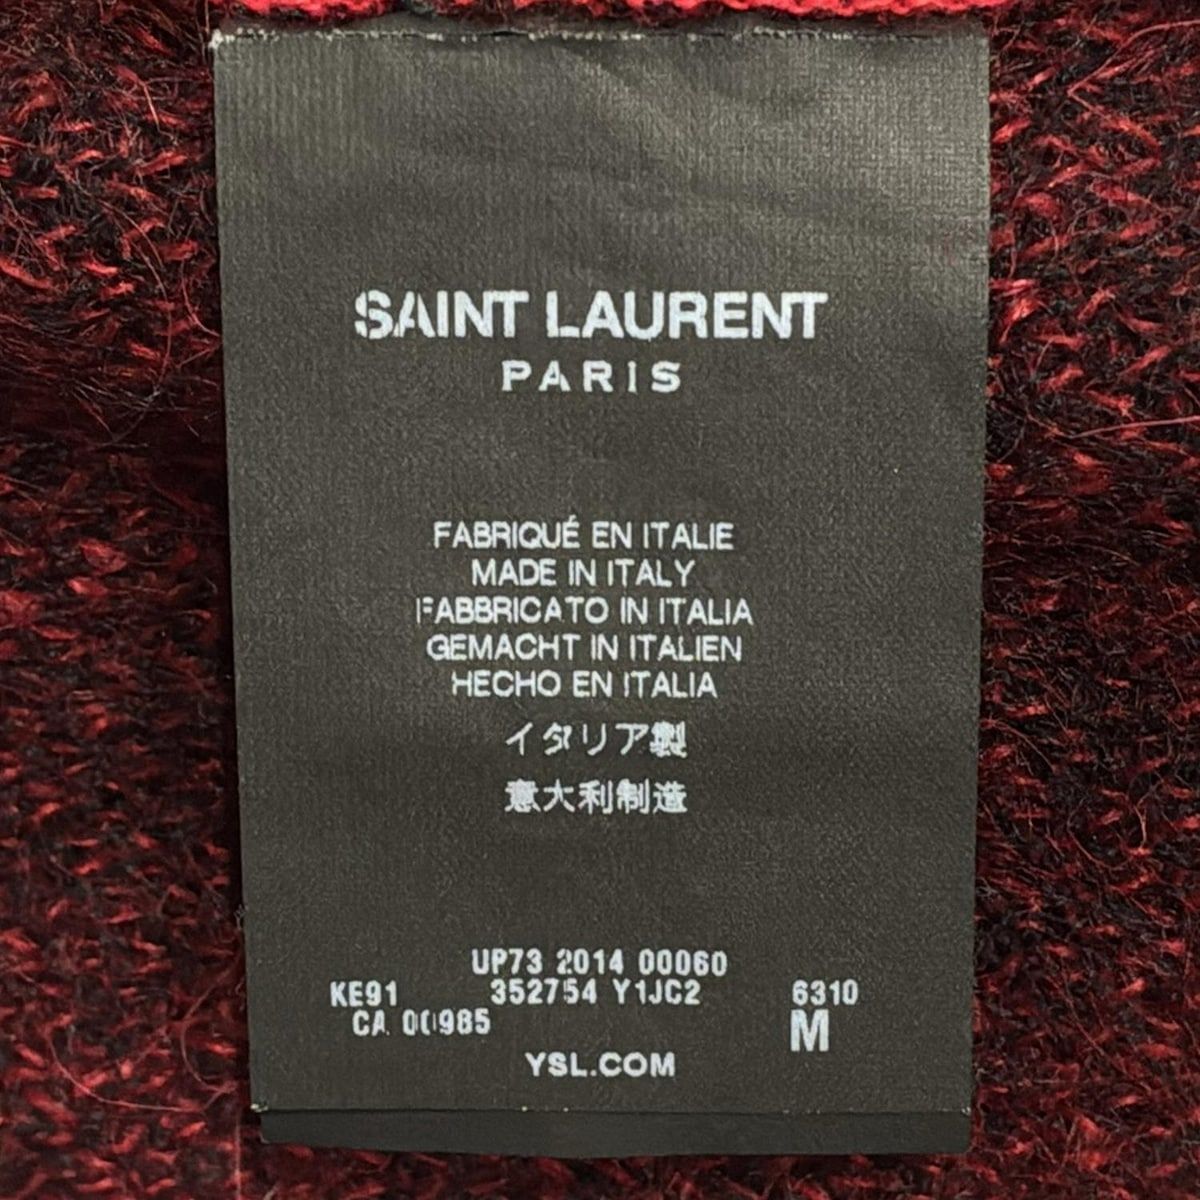 SAINT LAURENT
PARIS
FABRIQUÉ EN ITALIE
MADE IN ITALY
FABBRICATO IN ITALIA
GEMACHT IN ITALIEN
HECHO EN ITALIA
イタリア製
意大利制造
UP73 2014 00060
KE91 352754 Y1JC2 6310
CA 00985 M
YSL.COM